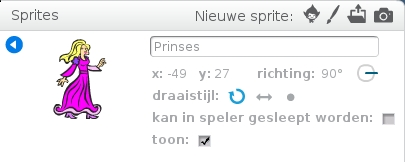 Sprites Nieuwe sprite:
Prinses
x: -49 y: 27 richting: 90°
draaistijl:
kan in speler gesleept worden:
toon: